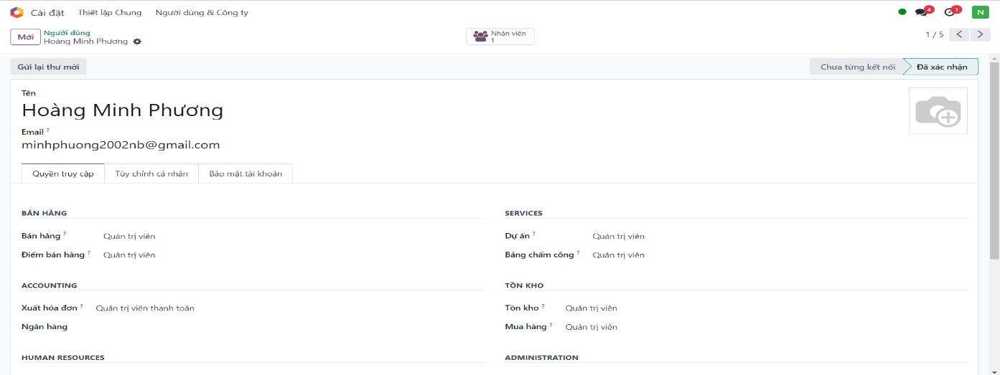 Cài đặt Thiết lập Chung Người dùng & Công ty 4 1 N
Mới Người dùng Nhân viên 1 / 5
Hoàng Minh Phương 1
Gửi lại thư mời Chưa từng kết nối Đã xác nhận
Tên
Hoàng Minh Phương
Email ?
minhphuong2002nb@gmail.com
Quyền truy cập Tùy chỉnh cá nhân Bảo mật tài khoản
BÁN HÀNG SERVICES
Bán hàng ? Quản trị viên Dự án ? Quản trị viên
Điểm bán hàng ? Quản trị viên Bảng chấm công ? Quản trị viên
ACCOUNTING TỒN KHO
Xuất hóa đơn ? Quản trị viên thanh toán Tồn kho ? Quản trị viên
Ngân hàng Mua hàng ? Quản trị viên
HUMAN RESOURCES ADMINISTRATION